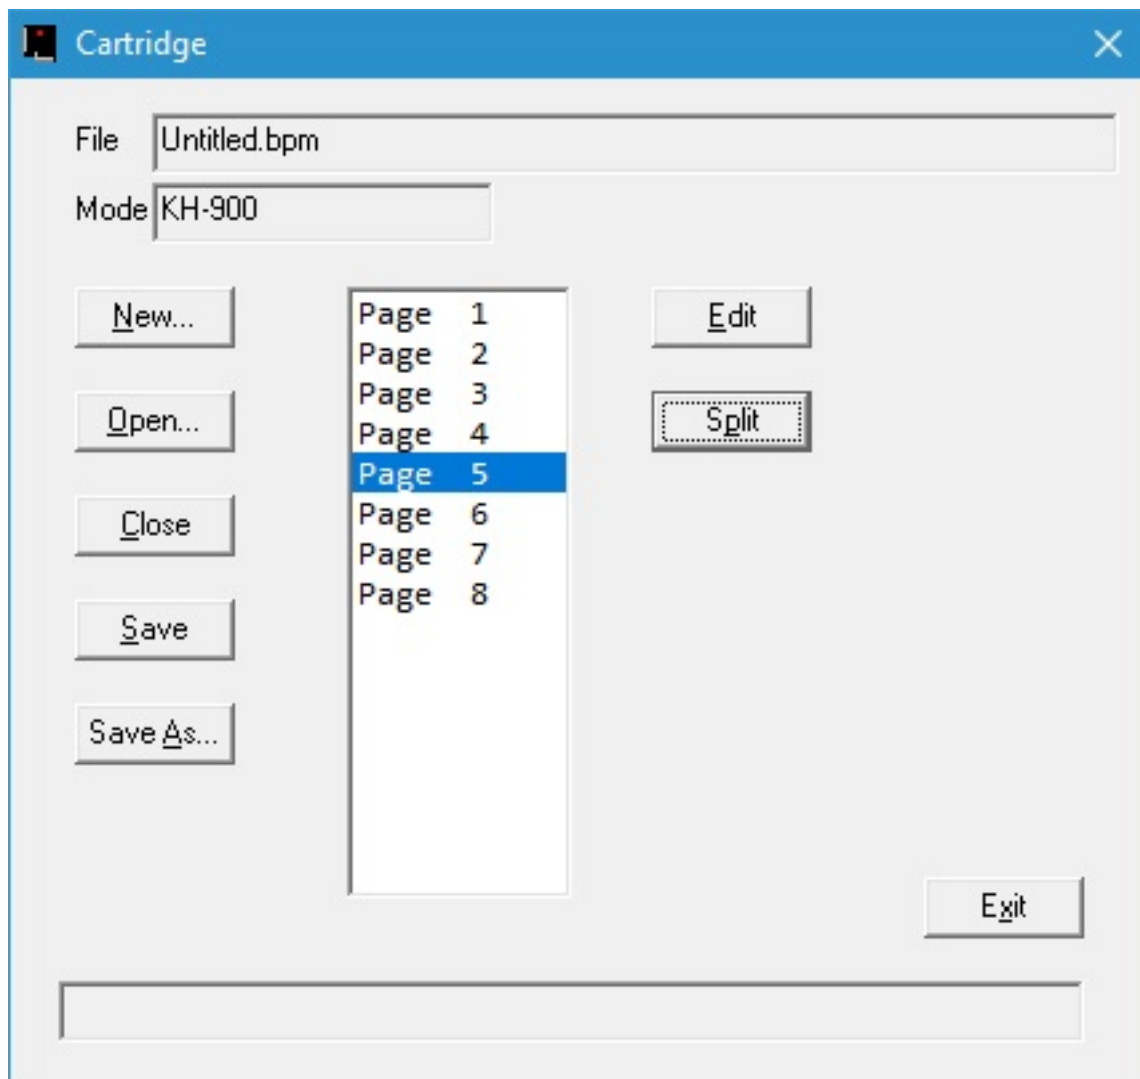 Cartridge
File Untitled.bpm
Mode KH-900
New...
Open...
Close
Save
Save As...
Page 1
Page 2
Page 3
Page 4
Page 5
Page 6
Page 7
Page 8
Edit
Split
Exit